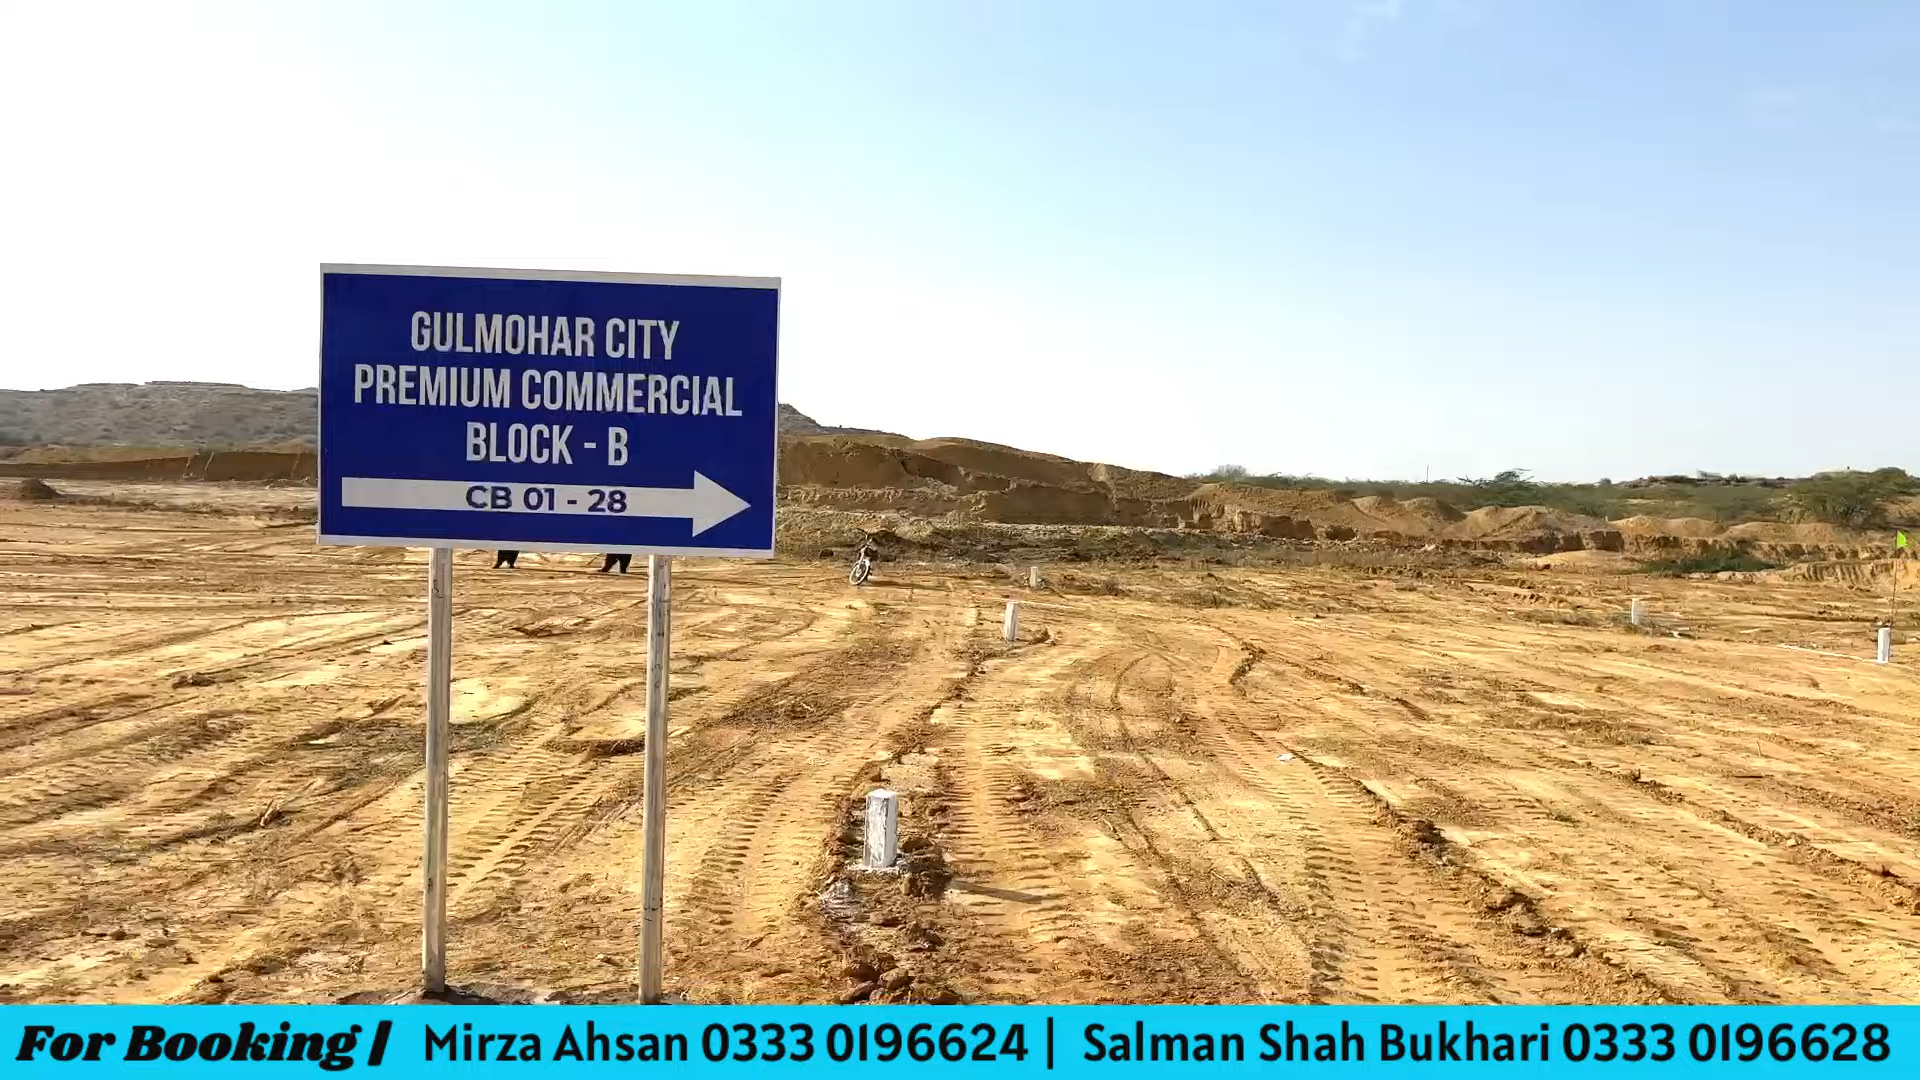 GULMOHAR CITY
PREMIUM COMMERCIAL
BLOCK - B
CB 01 - 28
For Booking | Mirza Ahsan 0333 0196624 | Salman Shah Bukhari 0333 0196628